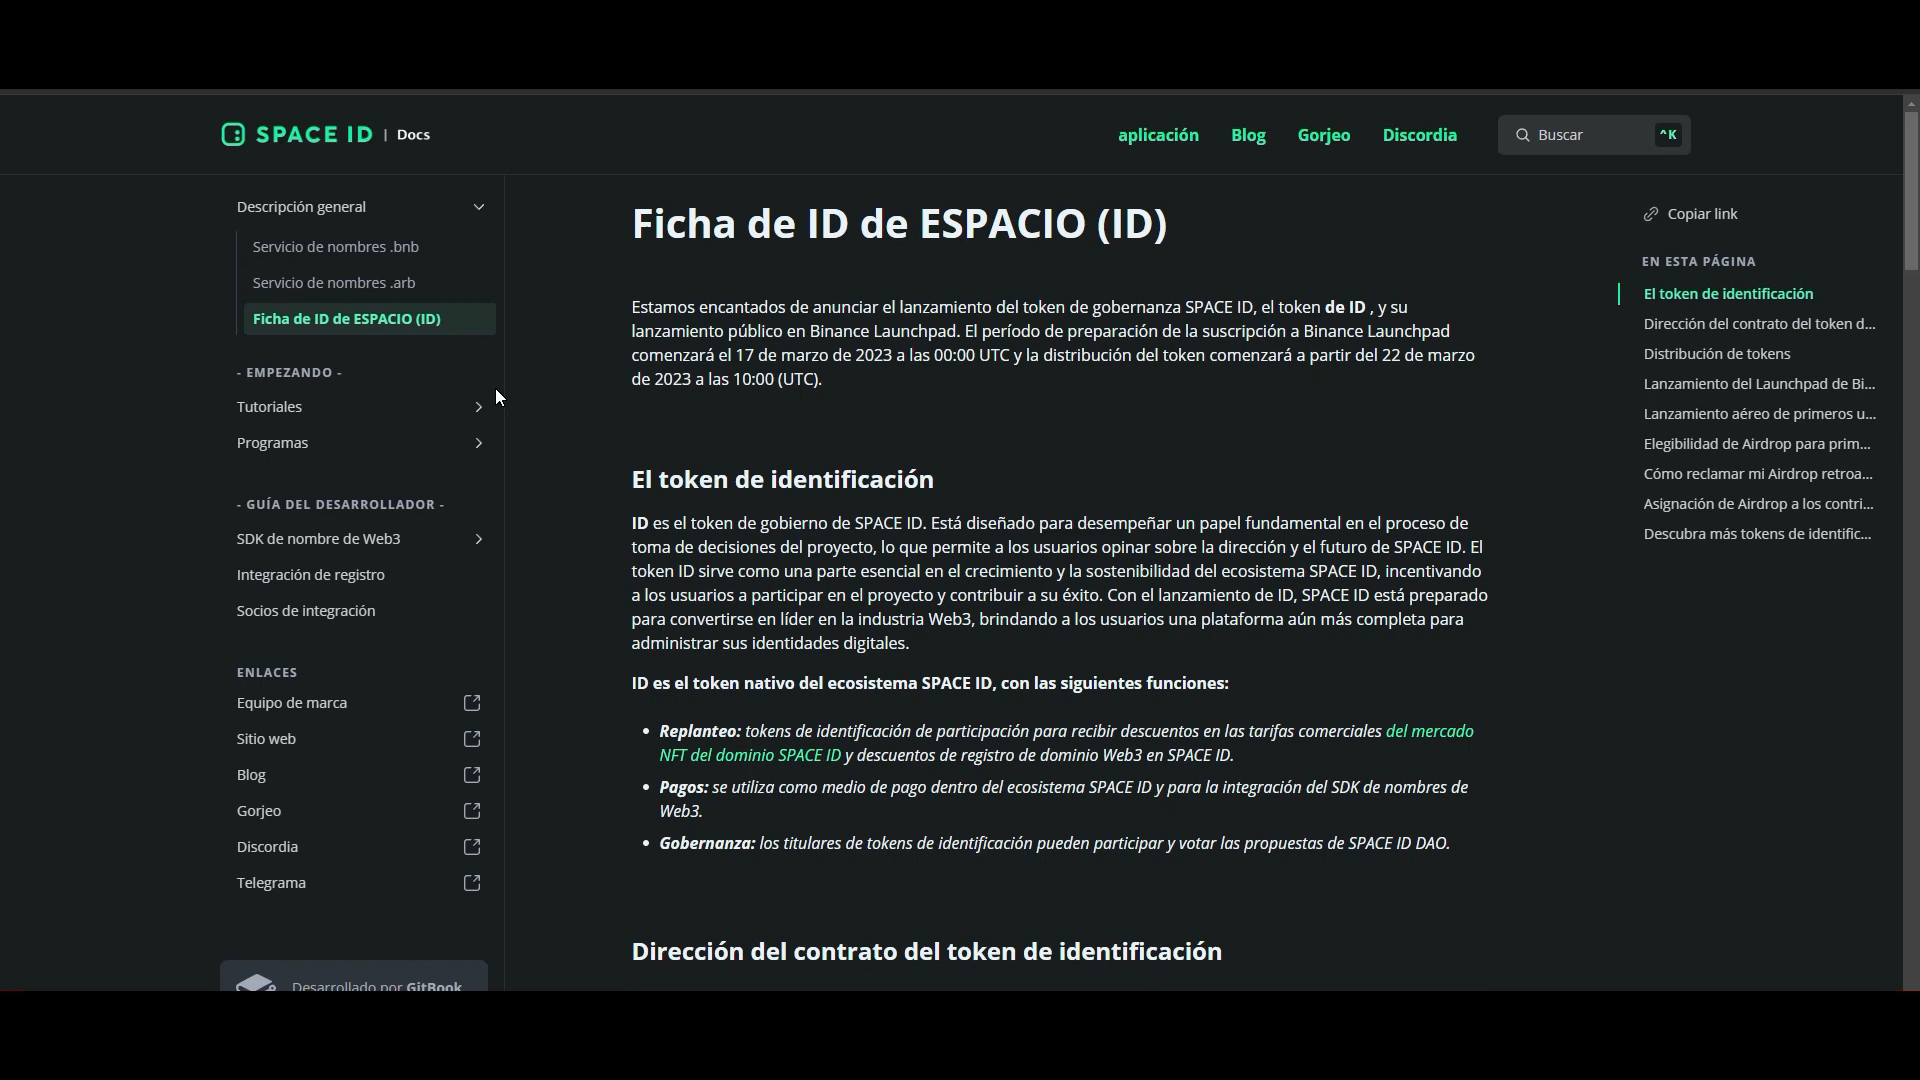 SPACE ID | Docs
aplicación Blog Gorjeo Discordia
Buscar ^K
Descripción general
Servicio de nombres .bnb
Servicio de nombres .arb
Ficha de ID de ESPACIO (ID)
- EMPEZANDO -
Tutoriales
Programas
- GUÍA DEL DESARROLLADOR -
SDK de nombre de Web3
Integración de registro
Socios de integración
ENLACES
Equipo de marca
Sitio web
Blog
Gorjeo
Discordia
Telegrama
Desarrollado por GitBook
Ficha de ID de ESPACIO (ID)
Estamos encantados de anunciar el lanzamiento del token de gobernanza SPACE ID, el token de ID , y su
lanzamiento público en Binance Launchpad. El período de preparación de la suscripción a Binance Launchpad
comenzará el 17 de marzo de 2023 a las 00:00 UTC y la distribución del token comenzará a partir del 22 de marzo
de 2023 a las 10:00 (UTC).
El token de identificación
ID es el token de gobierno de SPACE ID. Está diseñado para desempeñar un papel fundamental en el proceso de
toma de decisiones del proyecto, lo que permite a los usuarios opinar sobre la dirección y el futuro de SPACE ID. El
token ID sirve como una parte esencial en el crecimiento y la sostenibilidad del ecosistema SPACE ID, incentivando
a los usuarios a participar en el proyecto y contribuir a su éxito. Con el lanzamiento de ID, SPACE ID está preparado
para convertirse en líder en la industria Web3, brindando a los usuarios una plataforma aún más completa para
administrar sus identidades digitales.
ID es el token nativo del ecosistema SPACE ID, con las siguientes funciones:
• Replanteo: tokens de identificación de participación para recibir descuentos en las tarifas comerciales del mercado
NFT del dominio SPACE ID y descuentos de registro de dominio Web3 en SPACE ID.
• Pagos: se utiliza como medio de pago dentro del ecosistema SPACE ID y para la integración del SDK de nombres de
Web3.
• Gobernanza: los titulares de tokens de identificación pueden participar y votar las propuestas de SPACE ID DAO.
Dirección del contrato del token de identificación
Copiar link
EN ESTA PÁGINA
El token de identificación
Dirección del contrato del token d...
Distribución de tokens
Lanzamiento del Launchpad de Bi...
Lanzamiento aéreo de primeros u...
Elegibilidad de Airdrop para prim...
Cómo reclamar mi Airdrop retroa...
Asignación de Airdrop a los contri...
Descubra más tokens de identific...